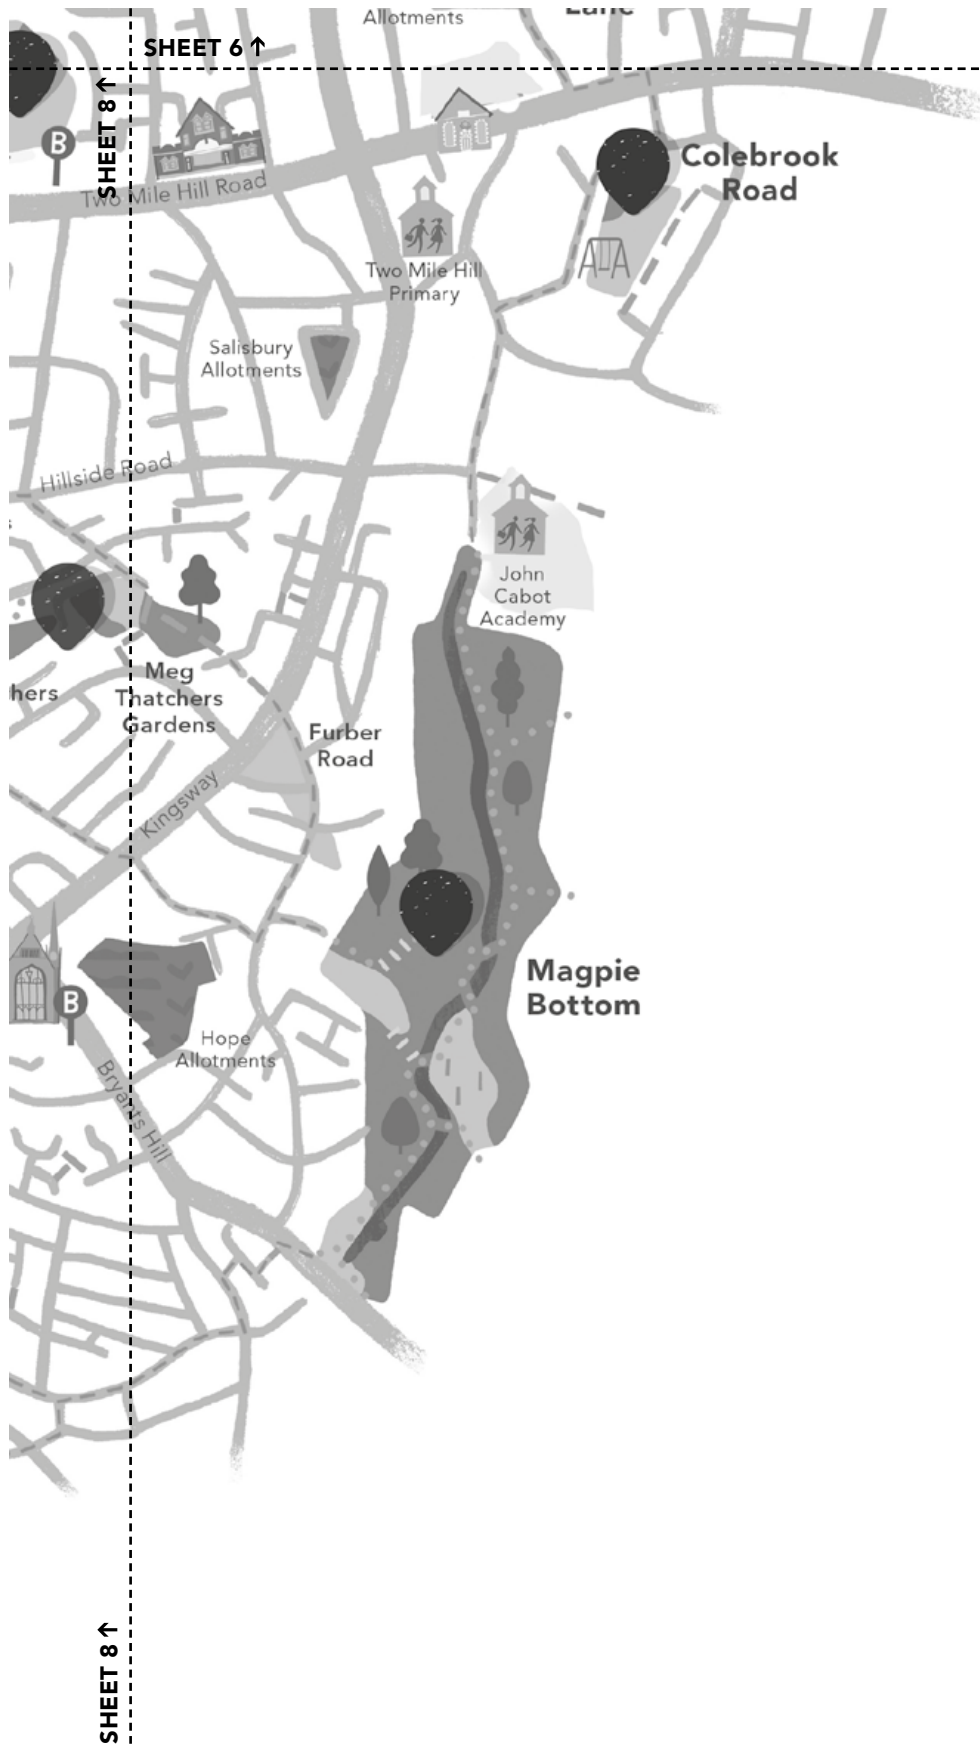 Allotments
Lane
SHEET 6 ↑
SHEET 8 ↑
B
Two Mile Hill Road
Colebrook
Road
Two Mile Hill
Primary
Salisbury
Allotments
Hillside Road
John
Cabot
Academy
hers
Meg
Thatchers
Gardens
Furber
Road
Kingsway
Magpie
Bottom
B
Hope
Allotments
Bryants Hill
SHEET 8 ↑